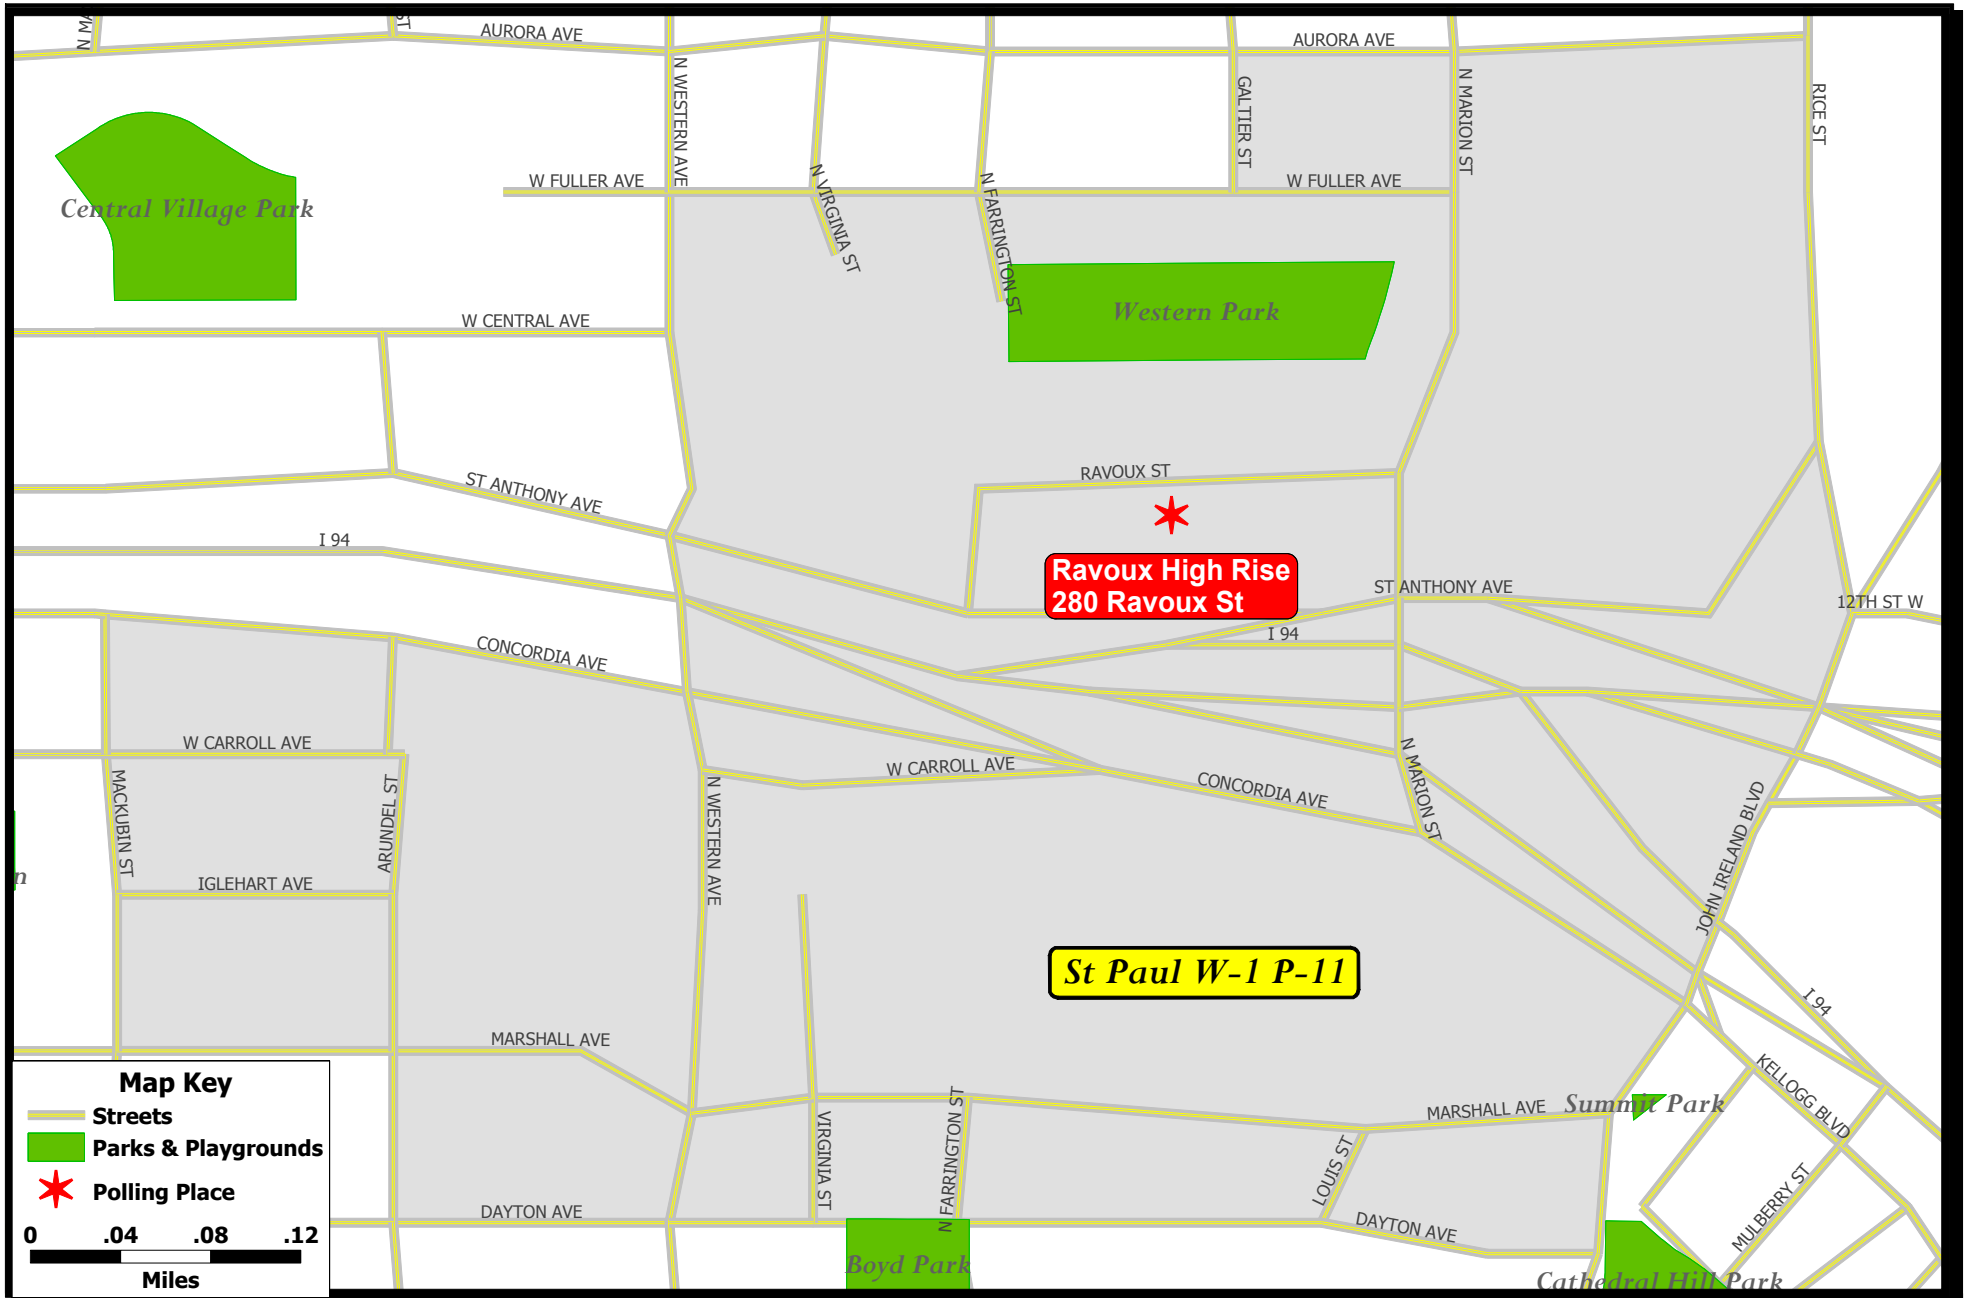 N MA
ST
AURORA AVE
AURORA AVE
N WESTERN AVE
GALTIER ST
N MARION ST
RICE ST
W FULLER AVE
W FULLER AVE
N VIRGINIA ST
N FARRINGTON ST
Central Village Park
Western Park
W CENTRAL AVE
ST ANTHONY AVE
RAVOUX ST
I 94
Ravoux High Rise
280 Ravoux St
ST ANTHONY AVE
12TH ST W
I 94
CONCORDIA AVE
W CARROLL AVE
W CARROLL AVE
CONCORDIA AVE
N MARION ST
MACKUBIN ST
ARUNDEL ST
N WESTERN AVE
JOHN IRELAND BLVD
n
IGLEHART AVE
St Paul W-1 P-11
I 94
MARSHALL AVE
KELLOGG BLVD
Summit Park
MARSHALL AVE
VIRGINIA ST
N FARRINGTON ST
LOUIS ST
MULBERRY ST
DAYTON AVE
DAYTON AVE
Boyd Park
Cathedral Hill Park
Map Key
Streets
Parks & Playgrounds
Polling Place
0 .04 .08 .12
Miles